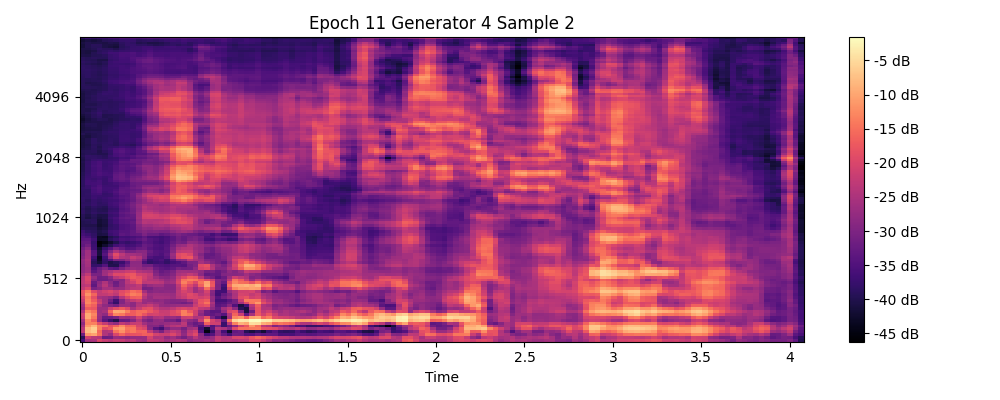 Epoch 11 Generator 4 Sample 2
Hz
4096
2048
1024
512
0
0 0.5 1 1.5 2 2.5 3 3.5 4
Time
-5 dB
-10 dB
-15 dB
-20 dB
-25 dB
-30 dB
-35 dB
-40 dB
-45 dB